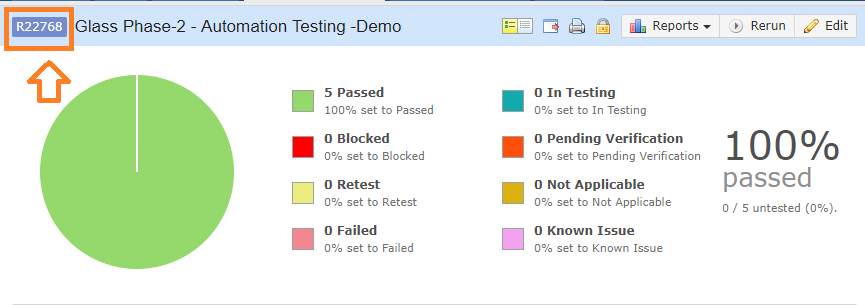 R22768 Glass Phase-2 - Automation Testing -Demo Reports Rerun Edit
5 Passed
100% set to Passed
0 Blocked
0% set to Blocked
0 Retest
0% set to Retest
0 Failed
0% set to Failed
0 In Testing
0% set to In Testing
0 Pending Verification
0% set to Pending Verification
0 Not Applicable
0% set to Not Applicable
0 Known Issue
0% set to Known Issue
100%
passed
0 / 5 untested (0%).